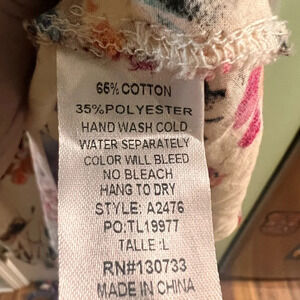 65% COTTON
35% POLYESTER
HAND WASH COLD
WATER SEPARATELY
COLOR WILL BLEED
NO BLEACH
HANG TO DRY
STYLE: A2476
PO:TL19977
TALLE :L
RN#130733
MADE IN CHINA